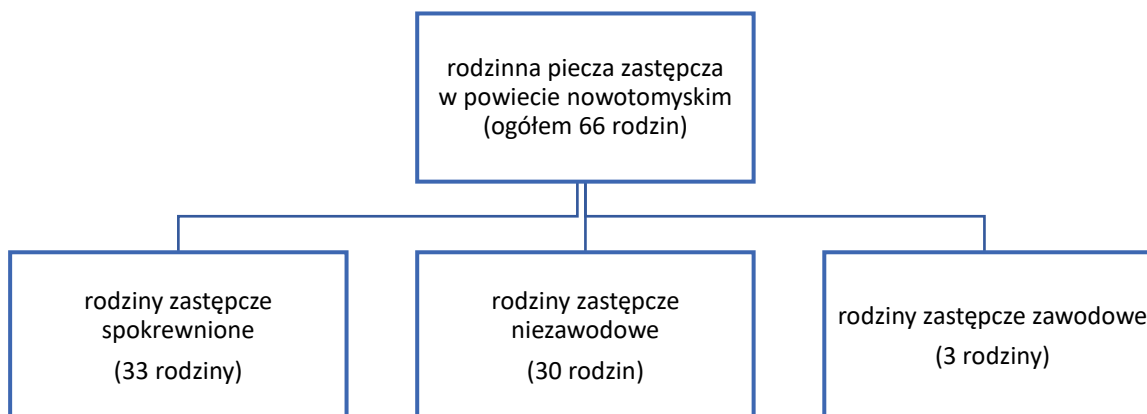 rodzinna piecza zastępcza
w powiecie nowotomyskim
(ogółem 66 rodzin)
rodziny zastępcze
spokrewnione
(33 rodziny)
rodziny zastępcze
niezawodowe
(30 rodzin)
rodziny zastępcze zawodowe
(3 rodziny)